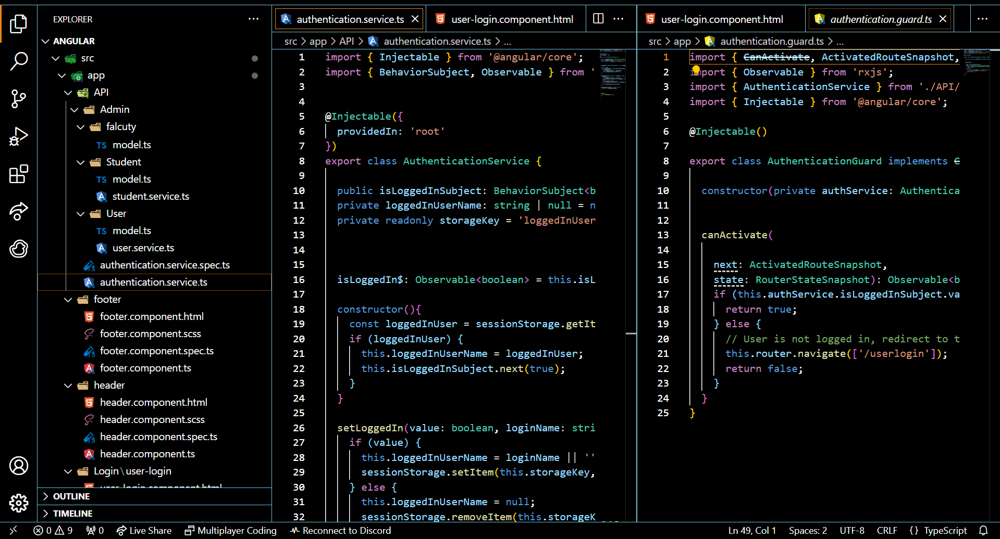 EXPLORER
ANGULAR
src
app
API
Admin
falcuty
TS model.ts
Student
TS model.ts
student.service.ts
User
TS model.ts
user.service.ts
authentication.service.spec.ts
authentication.service.ts
footer
footer.component.html
footer.component.scss
footer.component.spec.ts
footer.component.ts
header
header.component.html
header.component.scss
header.component.spec.ts
header.component.ts
Login\user-login
user-login.component.html
OUTLINE
TIMELINE
authentication.service.ts
user-login.component.html
src > app > API > authentication.service.ts > ...
1 import { Injectable } from '@angular/core';
2 import { BehaviorSubject, Observable } from '
3
4
5 @Injectable({
6 providedIn: 'root'
7 })
8 export class AuthenticationService {
9
10 public isLoggedInSubject: BehaviorSubject<b
11 private loggedInUserName: string | null = n
12 private readonly storageKey = 'loggedInUser
13
14
15
16 isLoggedIn$: Observable<boolean> = this.isL
17
18 constructor(){
19 const loggedInUser = sessionStorage.getIt
20 if (loggedInUser) {
21 this.loggedInUserName = loggedInUser;
22 this.isLoggedInSubject.next(true);
23 }
24 }
25
26 setLoggedIn(value: boolean, loginName: stri
27 if (value) {
28 this.loggedInUserName = loginName || ''
29 sessionStorage.setItem(this.storageKey,
30 } else {
31 this.loggedInUserName = null;
32 sessionStorage.removeItem(this.storageK
user-login.component.html
authentication.guard.ts
src > app > authentication.guard.ts > ...
1 import { CanActivate, ActivatedRouteSnapshot,
2 import { Observable } from 'rxjs';
3 import { AuthenticationService } from './API/
4 import { Injectable } from '@angular/core';
5
6 @Injectable()
7
8 export class AuthenticationGuard implements C
9
10 constructor(private authService: Authentica
11
12
13 canActivate(
14
15 next: ActivatedRouteSnapshot,
16 state: RouterStateSnapshot): Observable<b
17 if (this.authService.isLoggedInSubject.va
18 return true;
19 } else {
20 // User is not logged in, redirect to t
21 this.router.navigate(['/userlogin']);
22 return false;
23 }
24 }
25 }
0 9 0 Live Share Multiplayer Coding Reconnect to Discord Ln 49, Col 1 Spaces: 2 UTF-8 CRLF {} TypeScript